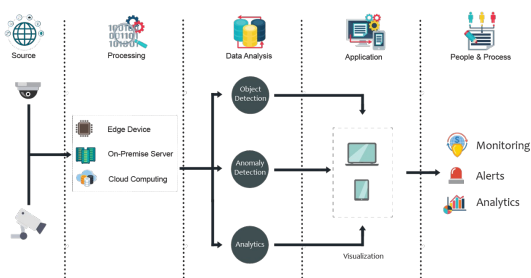 Source
Processing
Data Analysis
Application
People & Process
Edge Device
On-Premise Server
Cloud Computing
Object
Detection
Anomaly
Detection
Analytics
Visualization
Monitoring
Alerts
Analytics